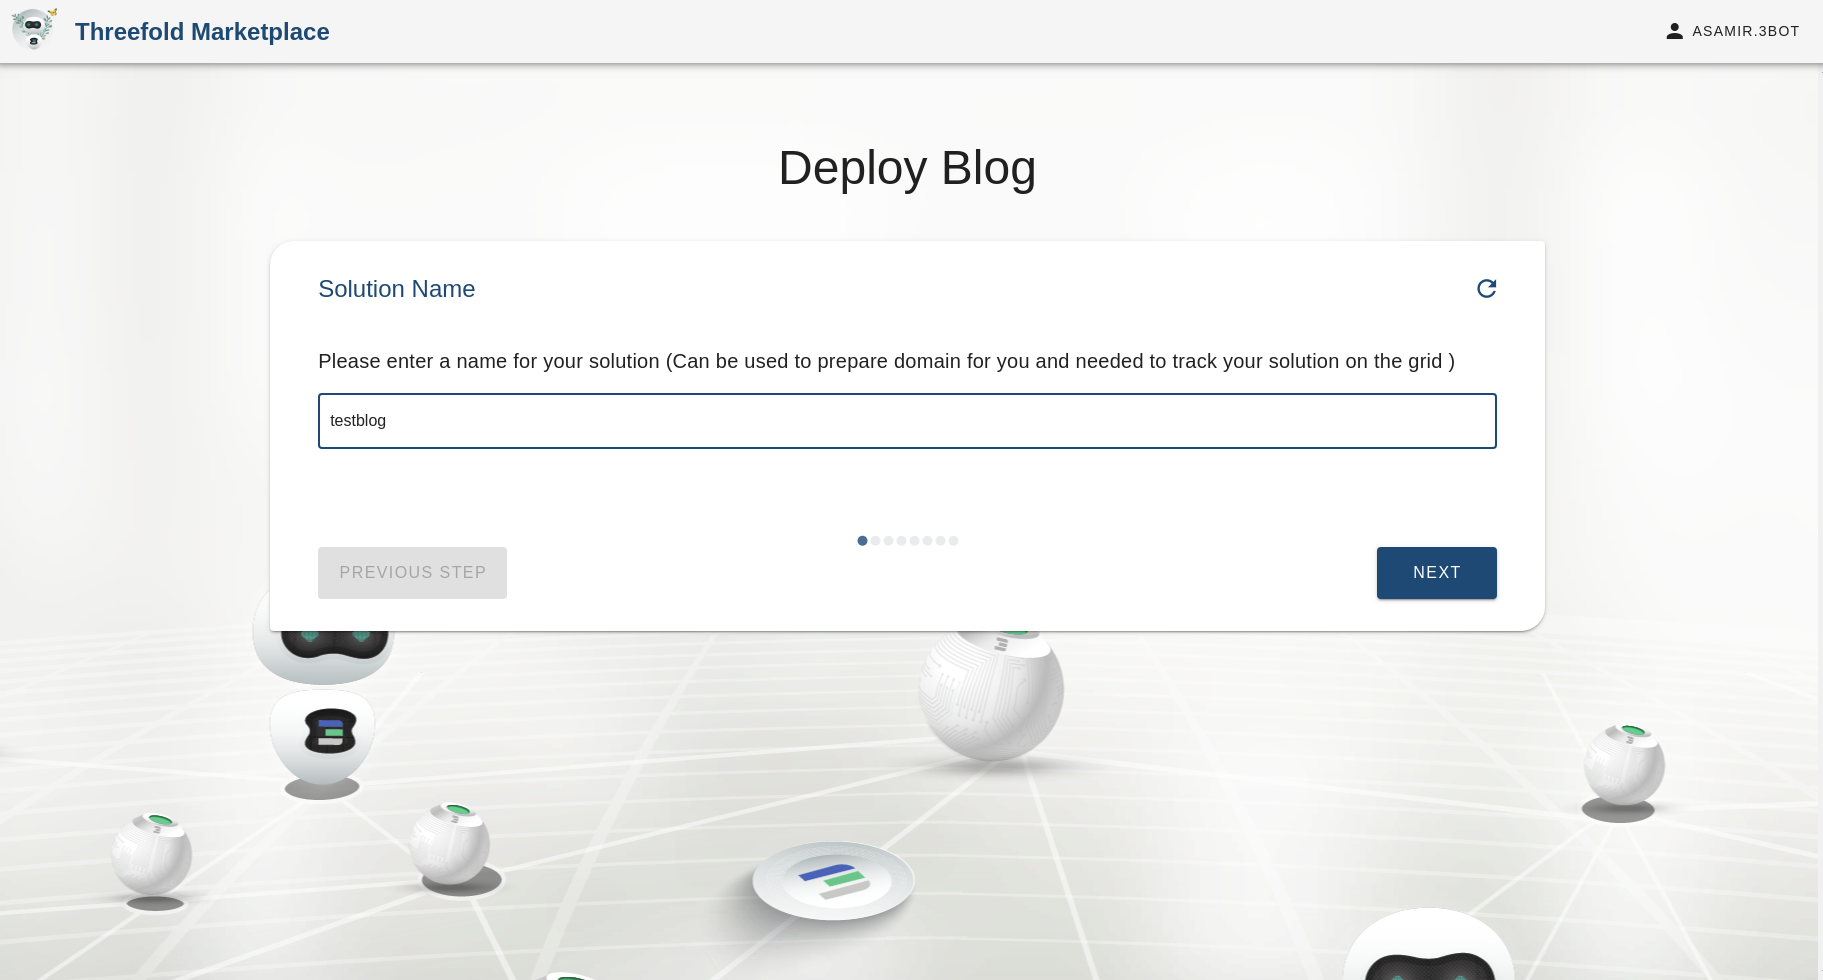 Threefold Marketplace
ASAMIR.3BOT
Deploy Blog
Solution Name
Please enter a name for your solution (Can be used to prepare domain for you and needed to track your solution on the grid )
testblog
PREVIOUS STEP
NEXT